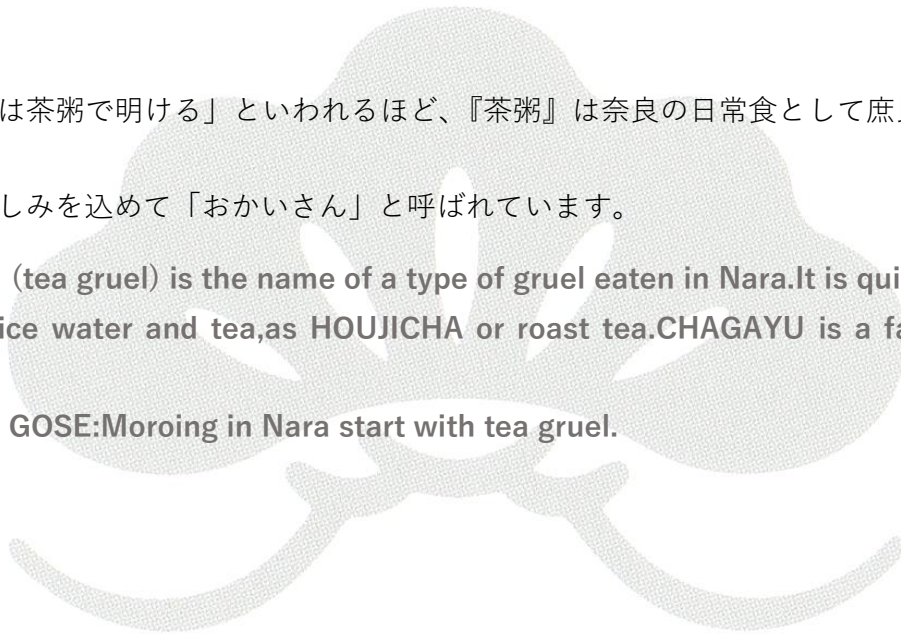 は茶粥で明ける」といわれるほど、『茶粥』は奈良の日常食として庶
しみを込めて「おかいさん」と呼ばれています。
(tea gruel) is the name of a type of gruel eaten in Nara.It is qui
ice water and tea,as HOUJICHA or roast tea.CHAGAYU is a fa
GOSE:Moroing in Nara start with tea gruel.